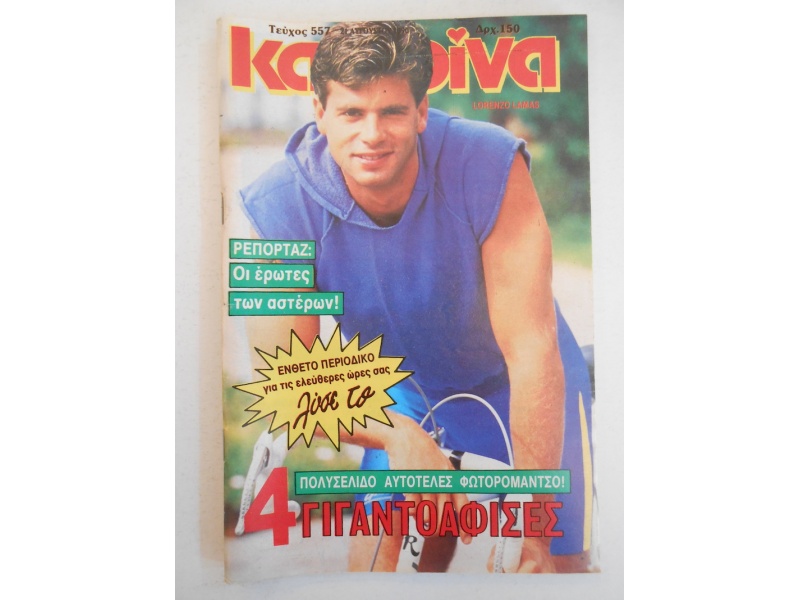 Τεύχος 557
Δρχ.150
LORENZO LAMAS
ΡΕΠΟΡΤΑΖ:
Οι έρωτες
των αστέρων!
ΕΝΘΕΤΟ ΠΕΡΙΟΔΙΚΟ
για τις ελεύθερες ώρες σας
λύσε το
ΠΟΛΥΣΕΛΙΔΟ ΑΥΤΟΤΕΛΕΣ ΦΩΤΟΡΟΜΑΝΤΣΟ!
4 ΓΙΓΑΝΤΟΑΦΙΣΕΣ